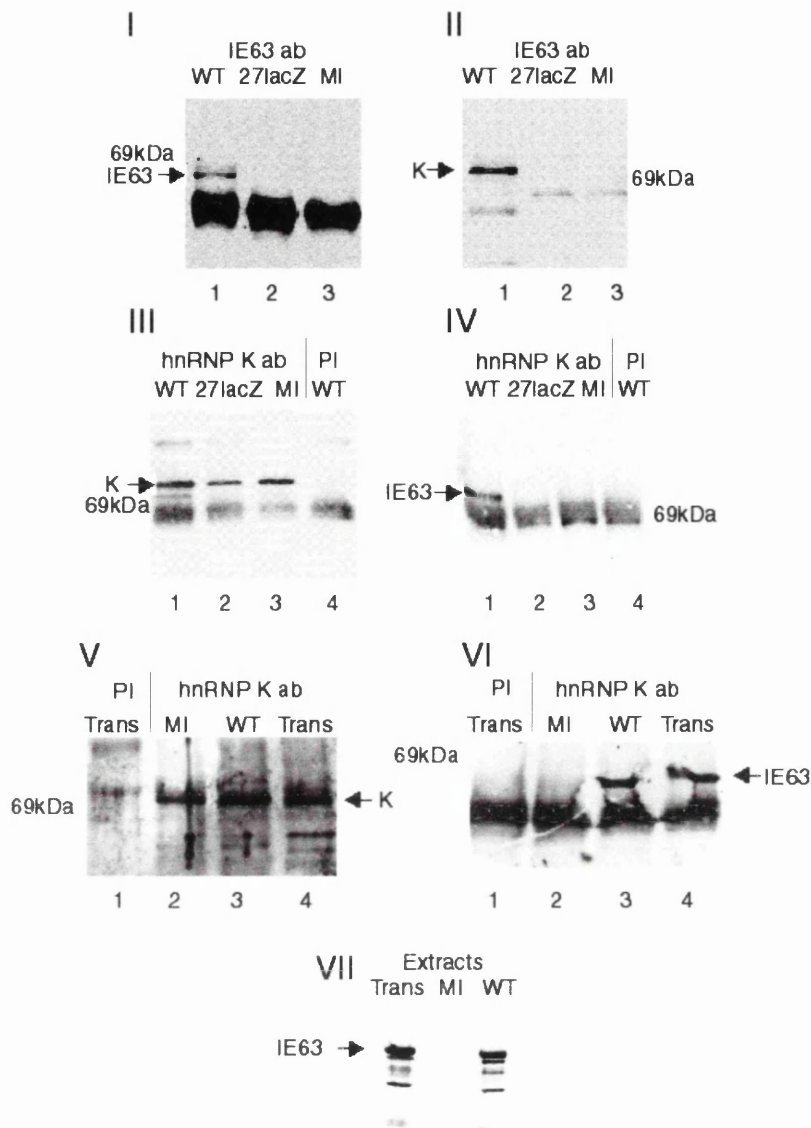 I
IE63 ab
WT 27lacZ MI
69kDa
IE63
1 2 3
II
IE63 ab
WT 27lacZ MI
K
69kDa
1 2 3
III
hnRNP K ab PI
WT 27lacZ MI WT
K
69kDa
1 2 3 4
IV
hnRNP K ab PI
WT 27lacZ MI WT
IE63
69kDa
1 2 3 4
V
PI hnRNP K ab
Trans MI WT Trans
69kDa
K
1 2 3 4
VI
PI hnRNP K ab
Trans MI WT Trans
69kDa
IE63
1 2 3 4
VII
Extracts
Trans MI WT
IE63